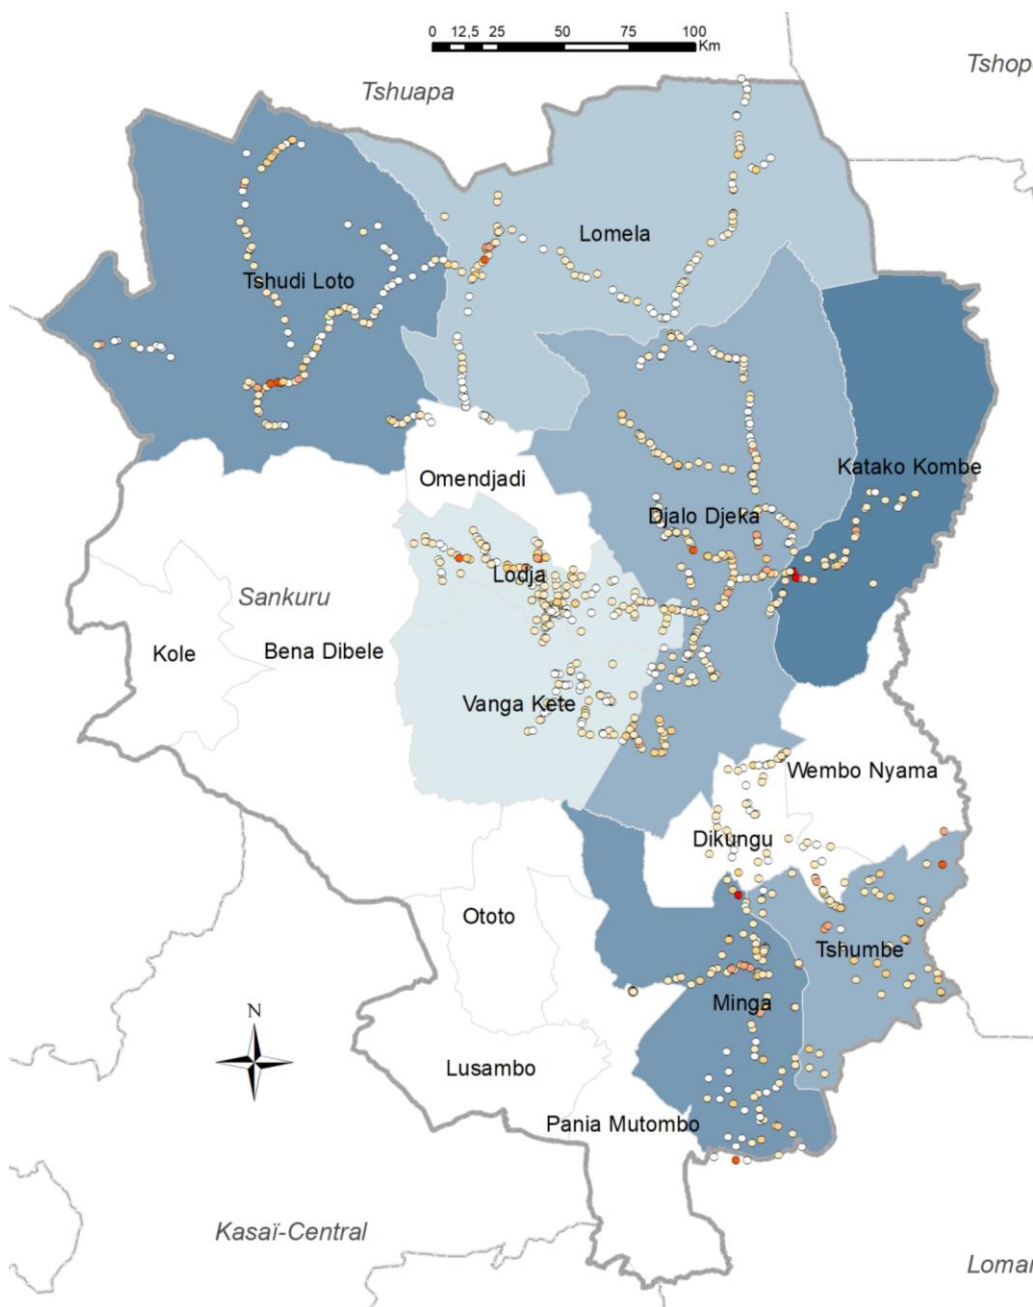 0 12,5 25 50 75 100
Km
Tshuapa
Tshop
Lomela
Tshudi Loto
Katako Kombe
Omendjadi
Djalo Djeka
Lodja
Sankuru
Kole
Bena Dibele
Vanga Kete
Wembo Nyama
Dikungu
Ototo
Tshumbe
Minga
N
Lusambo
Pania Mutombo
Kasaï-Central
Lomar